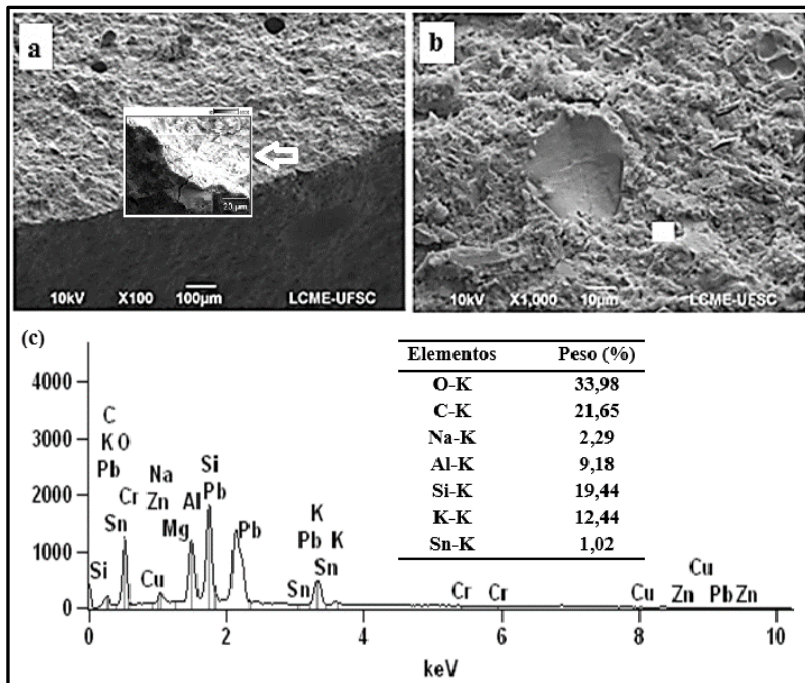 a
20 µm
10kV X100 100µm LCME-UFSC
b
10kV X1,000 10µm LCME-UFSC
(c)
Elementos Peso (%)
O-K 33,98
C-K 21,65
Na-K 2,29
Al-K 9,18
Si-K 19,44
K-K 12,44
Sn-K 1,02
4000
3000
2000
1000
0
C
K O
Pb
Si
Sn
Cr
Cu
Na
Zn
Mg
Al
Si
Pb
Pb
K
Pb K
Sn
Sn
Cr
Cr
Cu
Cu
Zn
Pb
Zn
0 2 4 6 8 10
keV